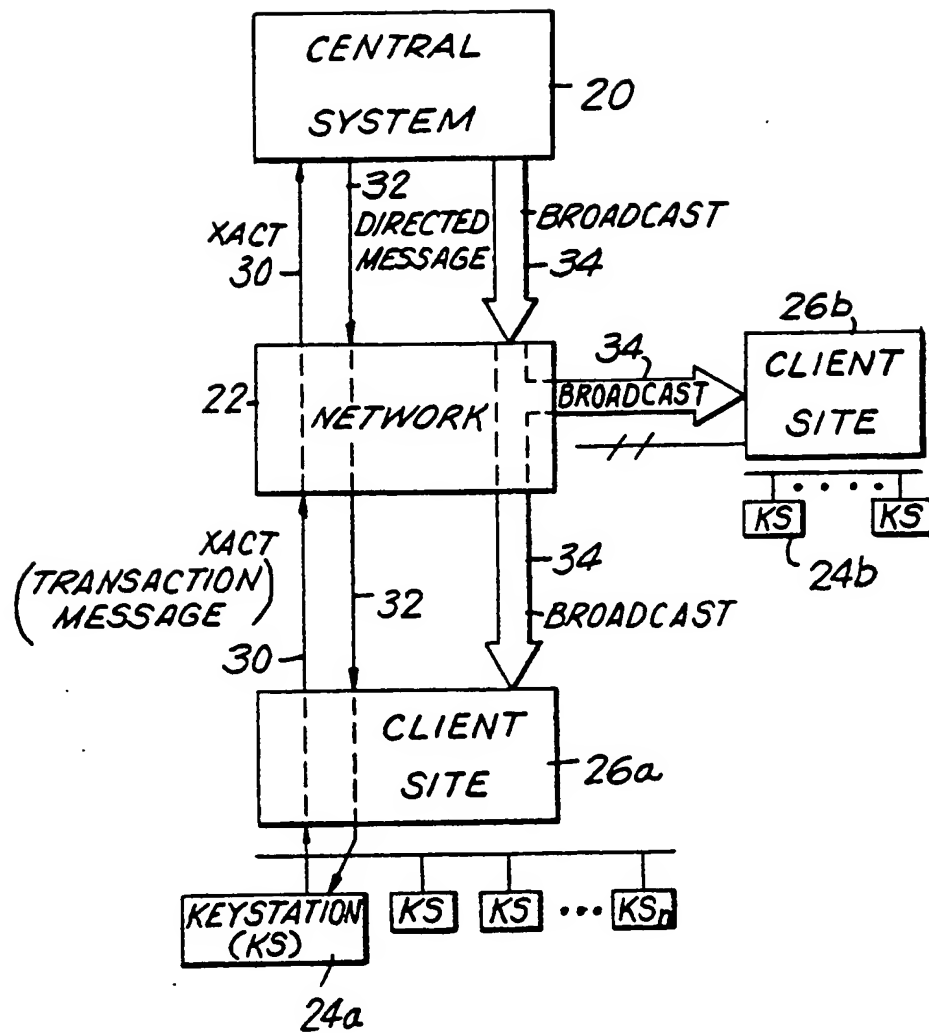 CENTRAL
SYSTEM
20
XACT
30
32
DIRECTED
MESSAGE
BROADCAST
34
26b
CLIENT
SITE
34
BROADCAST
22
NETWORK
KS
KS
24b
XACT
(TRANSACTION
MESSAGE)
30
32
34
BROADCAST
CLIENT
SITE
26a
KEYSTATION
(KS)
KS
KS
KSn
24a